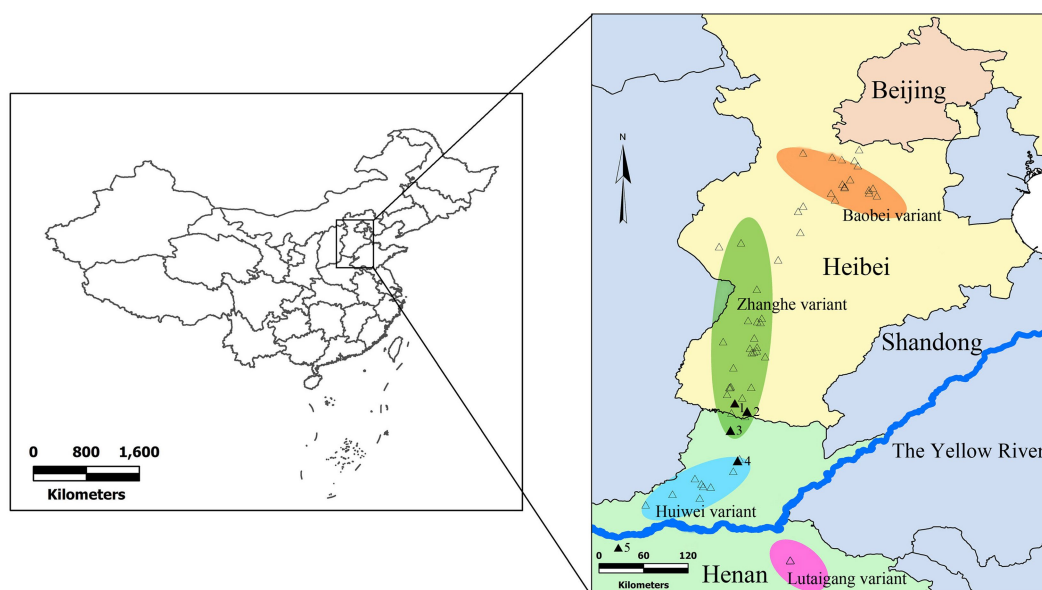 0 800 1,600
Kilometers
N
Beijing
Baobei variant
Heibei
Zhanghe variant
Shandong
1
2
3
The Yellow River
4
Huiwei variant
5
0 60 120
Kilometers
Henan
Lutaigang variant